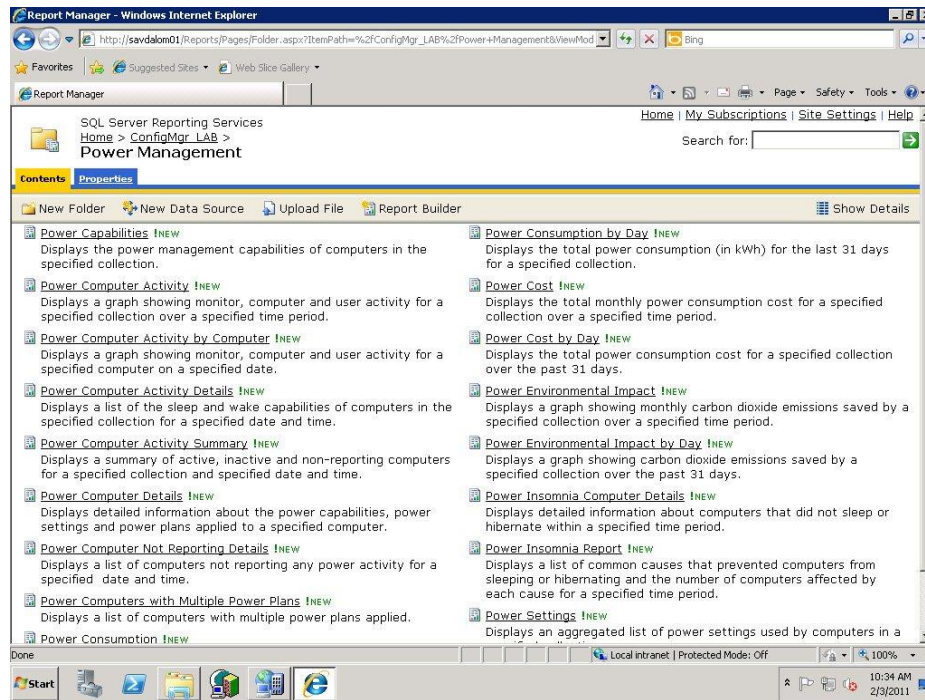 Report Manager - Windows Internet Explorer
http://savdalom01/Reports/Pages/Folder.aspx?ItemPath=%2fConfigMgr_LAB%2fPower+Management&ViewMod
Bing
Favorites
Suggested Sites
Web Slice Gallery
Report Manager
Page
Safety
Tools
SQL Server Reporting Services
Home > ConfigMgr_LAB >
Power Management
Home | My Subscriptions | Site Settings | Help
Search for:
Contents
Properties
New Folder
New Data Source
Upload File
Report Builder
Show Details
Power Capabilities !NEW
Displays the power management capabilities of computers in the
specified collection.
Power Computer Activity !NEW
Displays a graph showing monitor, computer and user activity for a
specified collection over a specified time period.
Power Computer Activity by Computer !NEW
Displays a graph showing monitor, computer and user activity for a
specified computer on a specified date.
Power Computer Activity Details !NEW
Displays a list of the sleep and wake capabilities of computers in the
specified collection for a specified date and time.
Power Computer Activity Summary !NEW
Displays a summary of active, inactive and non-reporting computers
for a specified collection and specified date and time.
Power Computer Details !NEW
Displays detailed information about the power capabilities, power
settings and power plans applied to a specified computer.
Power Computer Not Reporting Details !NEW
Displays a list of computers not reporting any power activity for a
specified date and time.
Power Computers with Multiple Power Plans !NEW
Displays a list of computers with multiple power plans applied.
Power Consumption !NEW
Power Consumption by Day !NEW
Displays the total power consumption (in kWh) for the last 31 days
for a specified collection.
Power Cost !NEW
Displays the total monthly power consumption cost for a specified
collection over a specified time period.
Power Cost by Day !NEW
Displays the total power consumption cost for a specified collection
over the past 31 days.
Power Environmental Impact !NEW
Displays a graph showing monthly carbon dioxide emissions saved by a
specified collection over a specified time period.
Power Environmental Impact by Day !NEW
Displays a graph showing carbon dioxide emissions saved by a
specified collection over the past 31 days.
Power Insomnia Computer Details !NEW
Displays detailed information about computers that did not sleep or
hibernate within a specified time period.
Power Insomnia Report !NEW
Displays a list of common causes that prevented computers from
sleeping or hibernating and the number of computers affected by
each cause for a specified time period.
Power Settings !NEW
Displays an aggregated list of power settings used by computers in a
Done
Local intranet | Protected Mode: Off
100%
Start
10:34 AM
2/3/2011